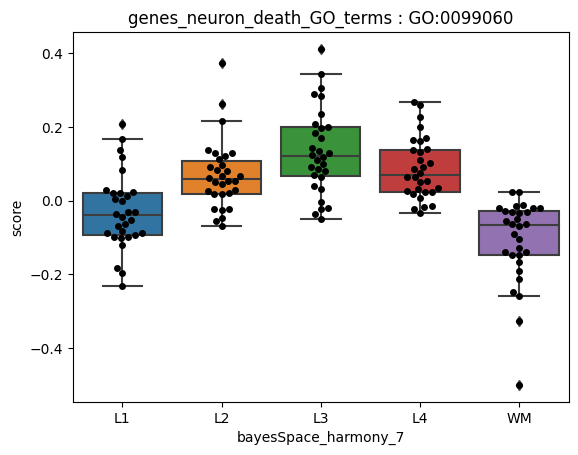 genes_neuron_death_GO_terms : GO:0099060
0.4
0.2
0.0
−0.2
−0.4
score
L1 L2 L3 L4 WM
bayesSpace_harmony_7